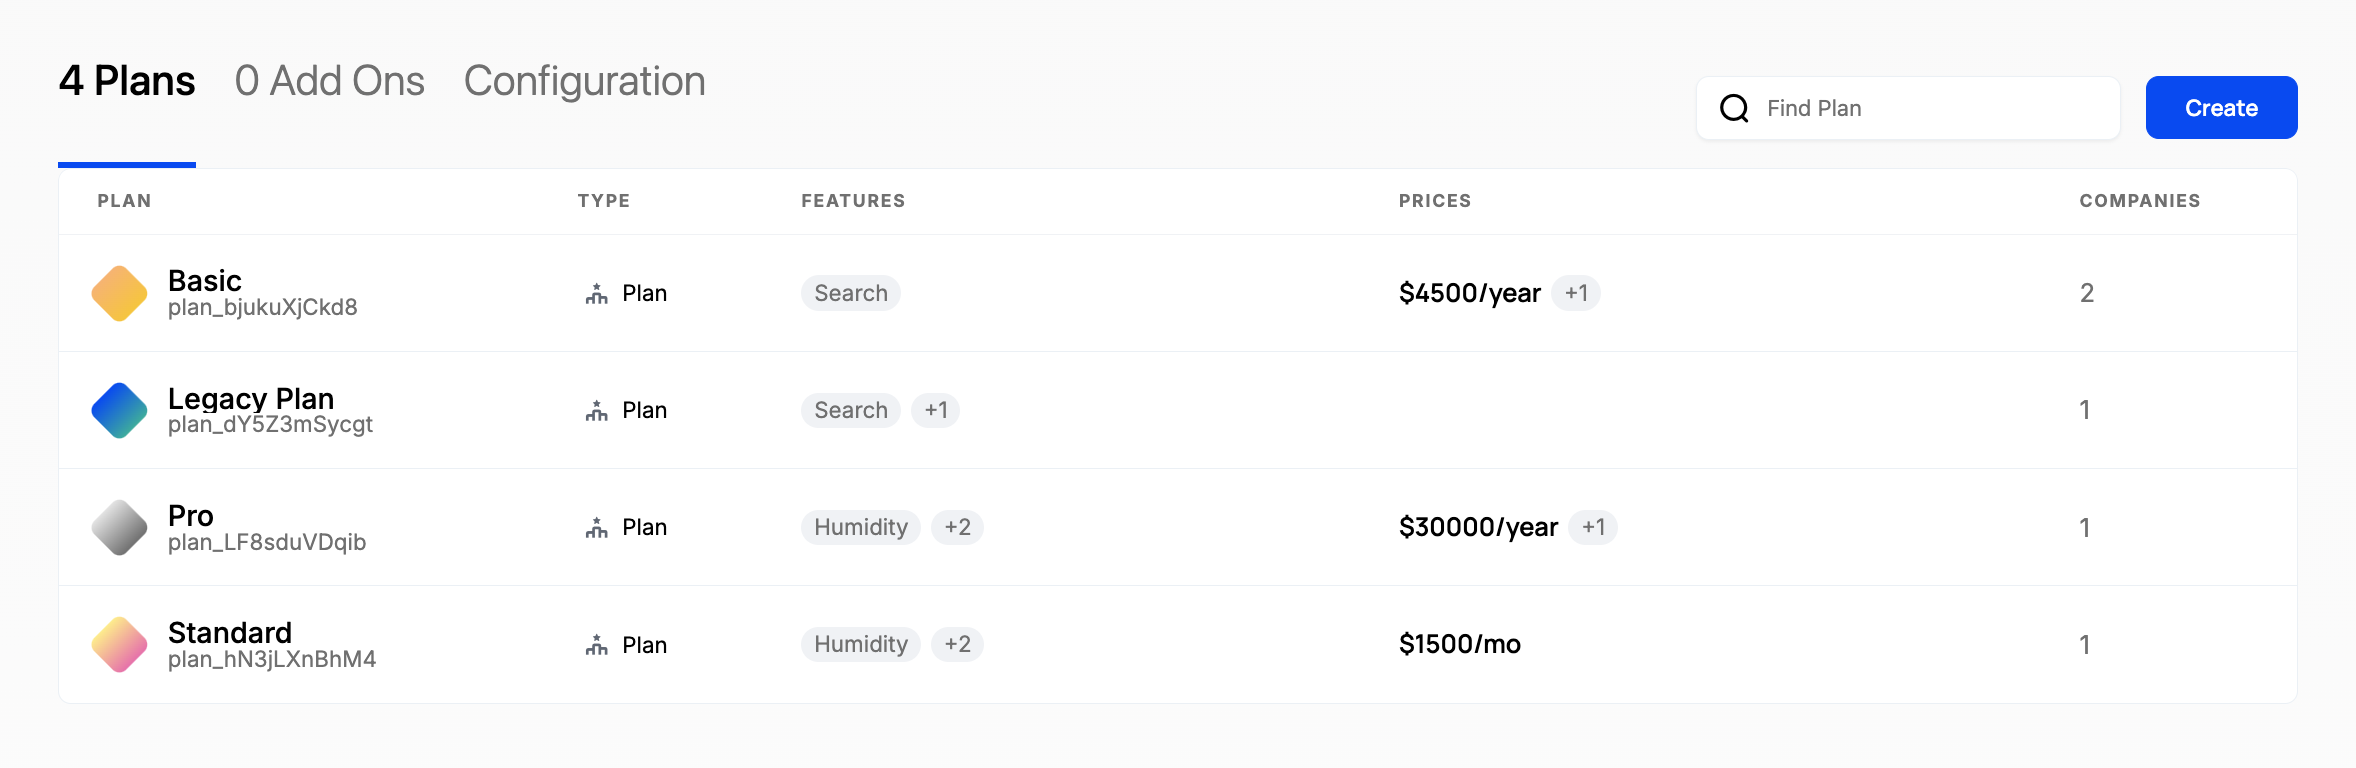 4 Plans 0 Add Ons Configuration
Find Plan Create
PLAN TYPE FEATURES PRICES COMPANIES
Basic
plan_bjukuXjCkd8
Plan Search $4500/year +1 2
Legacy Plan
plan_dY5Z3mSycgt
Plan Search +1 1
Pro
plan_LF8sduVDqib
Plan Humidity +2 $30000/year +1 1
Standard
plan_hN3jLXnBhM4
Plan Humidity +2 $1500/mo 1